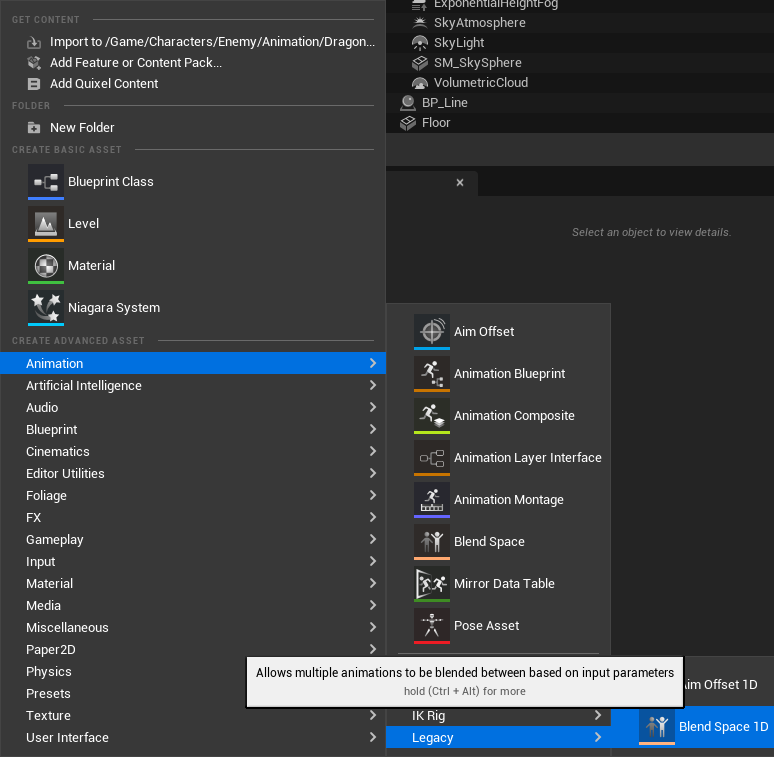 GET CONTENT
Import to /Game/Characters/Enemy/Animation/Dragon...
Add Feature or Content Pack...
Add Quixel Content
FOLDER
New Folder
CREATE BASIC ASSET
Blueprint Class
Level
Material
Niagara System
CREATE ADVANCED ASSET
Animation
Artificial Intelligence
Audio
Blueprint
Cinematics
Editor Utilities
Foliage
FX
Gameplay
Input
Material
Media
Miscellaneous
Paper2D
Physics
Presets
Texture
User Interface
ExponentialHeightFog
SkyAtmosphere
SkyLight
SM_SkySphere
VolumetricCloud
BP_Line
Floor
Select an object to view details.
Aim Offset
Animation Blueprint
Animation Composite
Animation Layer Interface
Animation Montage
Blend Space
Mirror Data Table
Pose Asset
Allows multiple animations to be blended between based on input parameters
hold (Ctrl + Alt) for more
IK Rig
Legacy
Aim Offset 1D
Blend Space 1D